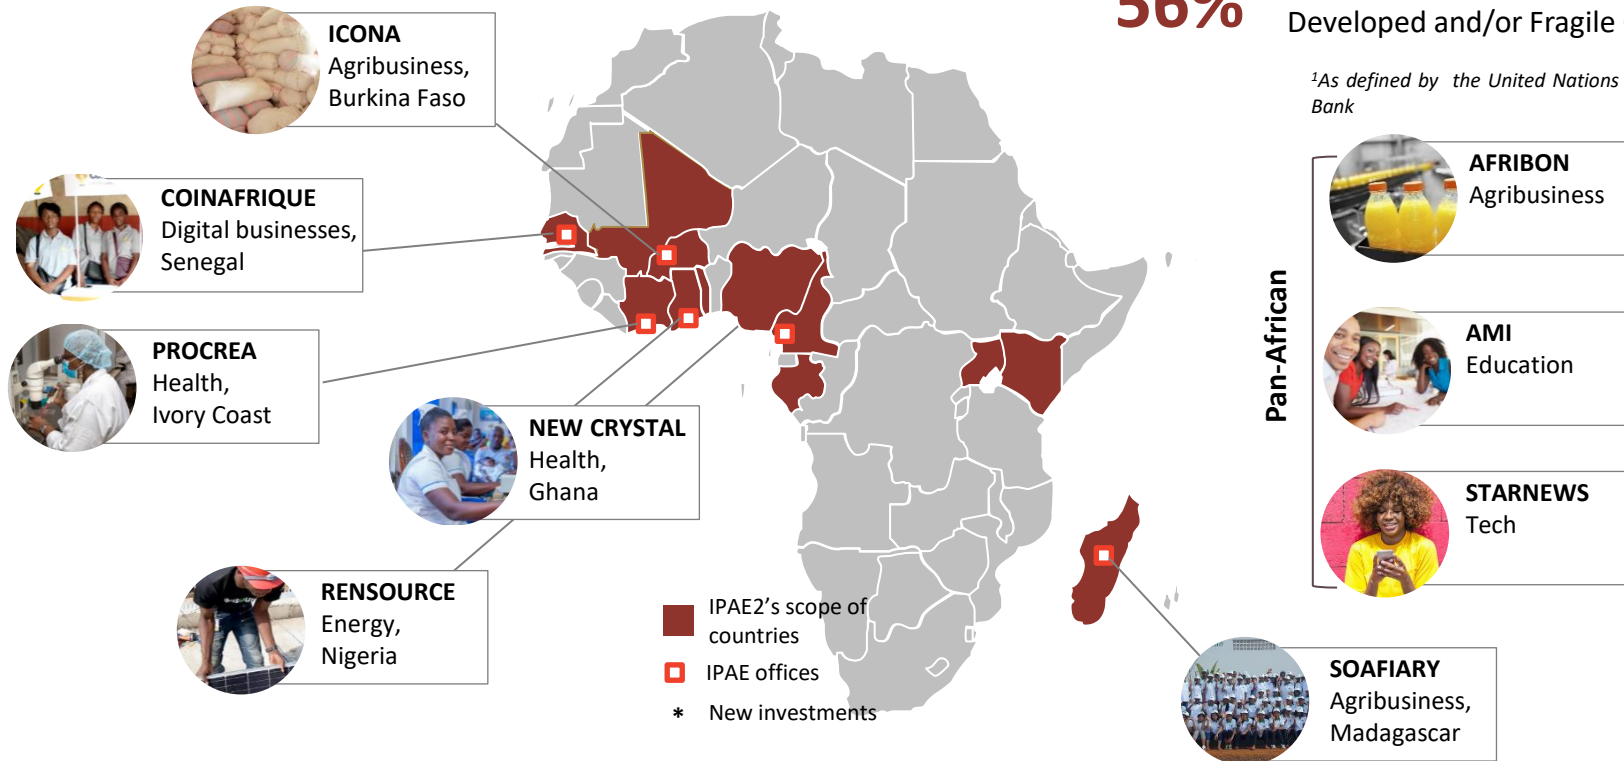 56%
Developed and/or Fragile
¹As defined by the United Nations
Bank
ICONA
Agribusiness,
Burkina Faso
COINAFRIQUE
Digital businesses,
Senegal
PROCREA
Health,
Ivory Coast
NEW CRYSTAL
Health,
Ghana
RENSOURCE
Energy,
Nigeria
IPAE2’s scope of
countries
IPAE offices
* New investments
Pan-African
AFRIBON
Agribusiness
AMI
Education
STARNEWS
Tech
SOAFIARY
Agribusiness,
Madagascar